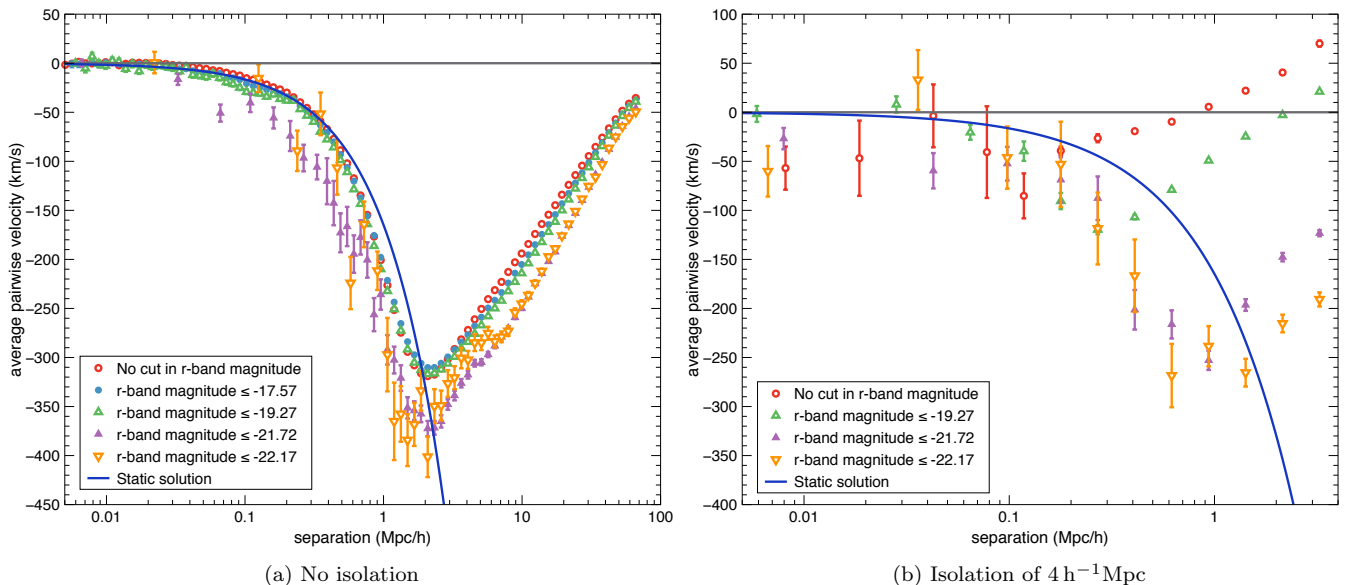 100
50
0
−50
−100
−150
−200
−250
−300
−350
−400
−450
average pairwise velocity (km/s)
No cut in r-band magnitude
r-band magnitude ≤ -17.57
r-band magnitude ≤ -19.27
r-band magnitude ≤ -21.72
r-band magnitude ≤ -22.17
Static solution
0.01 0.1 1 10 100
separation (Mpc/h)
(a) No isolation
100
50
0
−50
−100
−150
−200
−250
−300
−350
−400
average pairwise velocity (km/s)
No cut in r-band magnitude
r-band magnitude ≤ -19.27
r-band magnitude ≤ -21.72
r-band magnitude ≤ -22.17
Static solution
0.01 0.1 1
separation (Mpc/h)
(b) Isolation of 4 h⁻¹Mpc